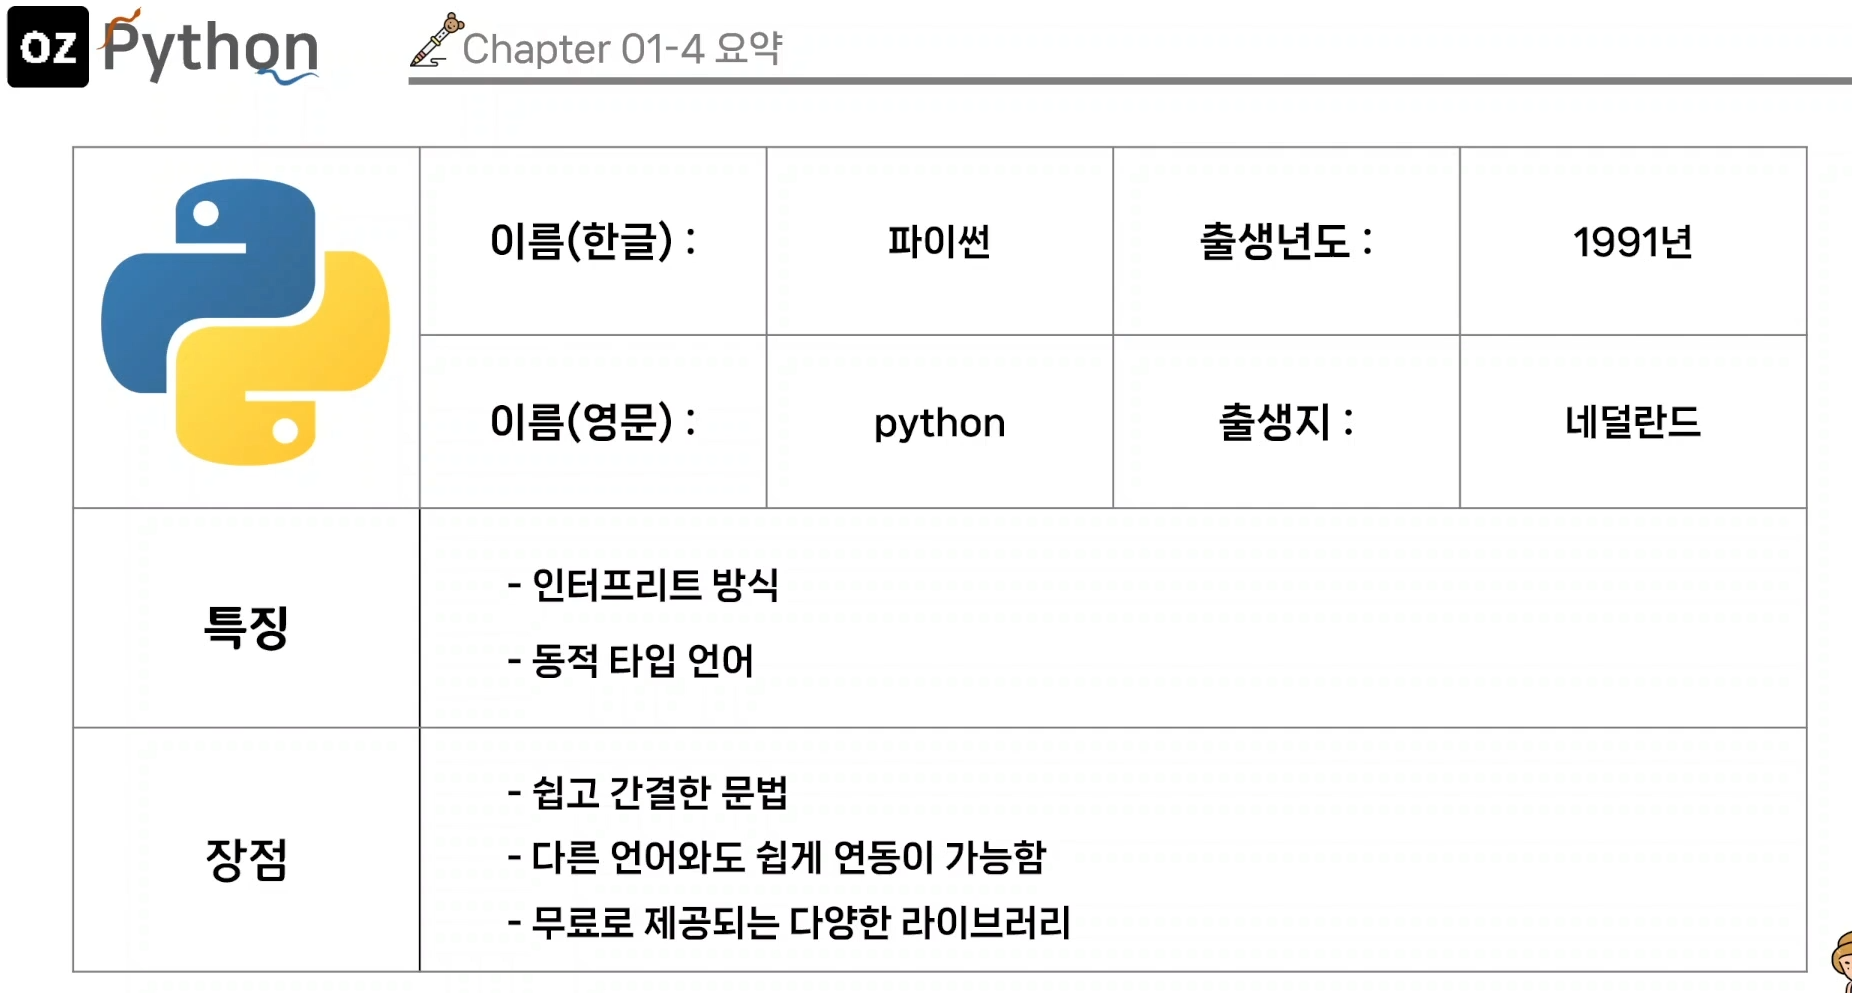 oz Python
Chapter 01-4 요약
이름(한글) : 파이썬 출생년도 : 1991년
이름(영문) : python 출생지 : 네덜란드
특징
- 인터프리트 방식
- 동적 타입 언어
장점
- 쉽고 간결한 문법
- 다른 언어와도 쉽게 연동이 가능함
- 무료로 제공되는 다양한 라이브러리